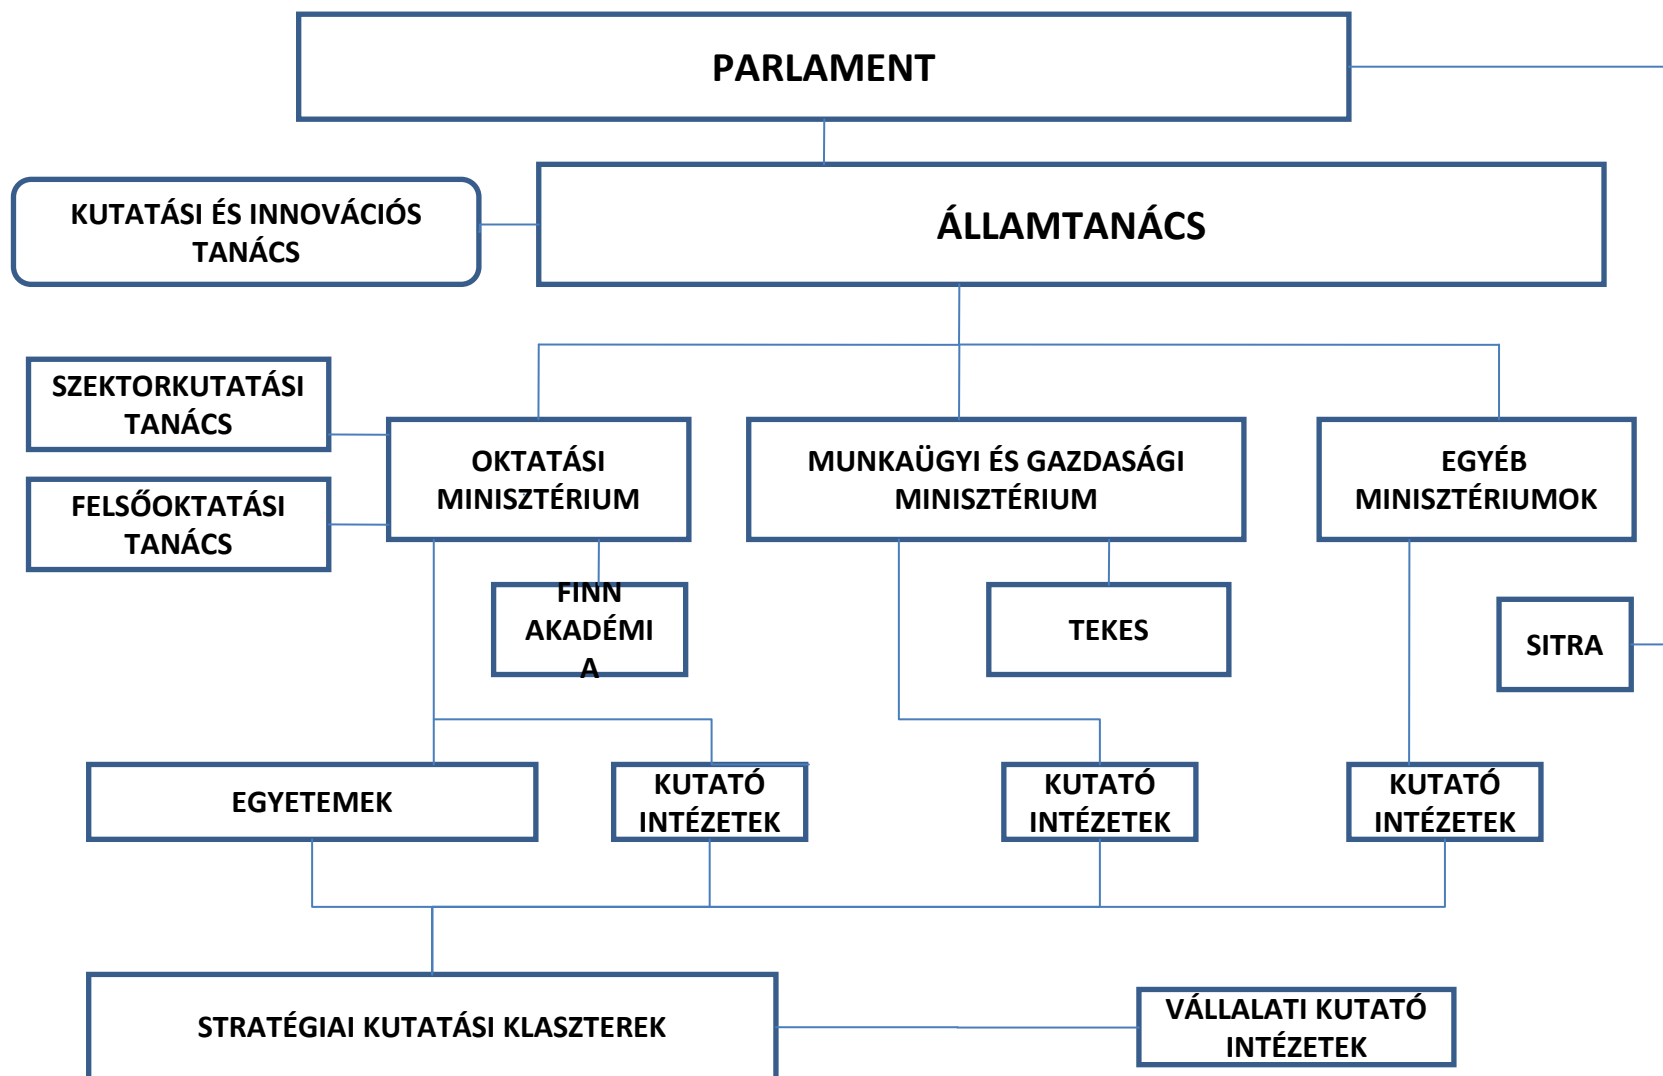 PARLAMENT
KUTATÁSI ÉS INNOVÁCIÓS
TANÁCS
ÁLLAMTANÁCS
SZEKTORKUTATÁSI
TANÁCS
FELSŐOKTATÁSI
TANÁCS
OKTATÁSI
MINISZTÉRIUM
MUNKAÜGYI ÉS GAZDASÁGI
MINISZTÉRIUM
EGYÉB
MINISZTÉRIUMOK
FINN
AKADÉMI
A
TEKES
SITRA
EGYETEMEK
KUTATÓ
INTÉZETEK
KUTATÓ
INTÉZETEK
KUTATÓ
INTÉZETEK
STRATÉGIAI KUTATÁSI KLASZTEREK
VÁLLALATI KUTATÓ
INTÉZETEK